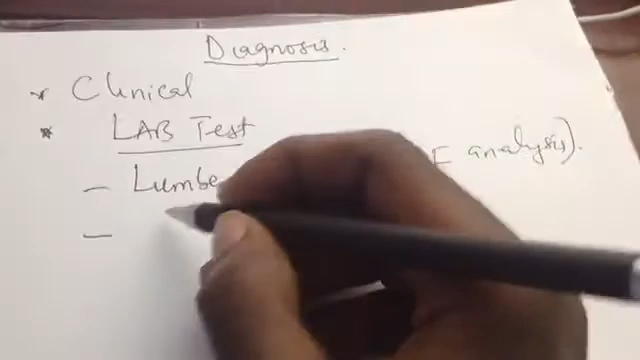 Diagnosis.
* Clinical
* LAB Test
- Lumbe
analysis).
-